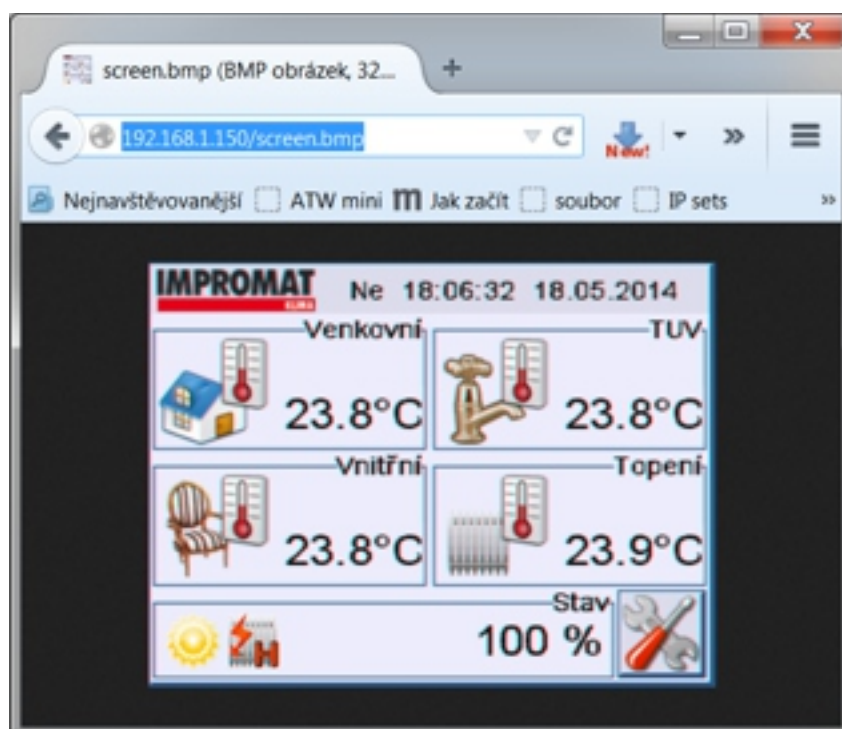 screen.bmp (BMP obrázek, 32...
192.168.1.150/screen.bmp
New!
Nejnavštěvovanější ATW mini m Jak začít soubor IP sets
IMPROMAT Ne 18:06:32 18.05.2014
KLIMA
Venkovní TUV
23.8°C 23.8°C
Vnitřní Topení
23.8°C 23.9°C
Stav
H 100 %